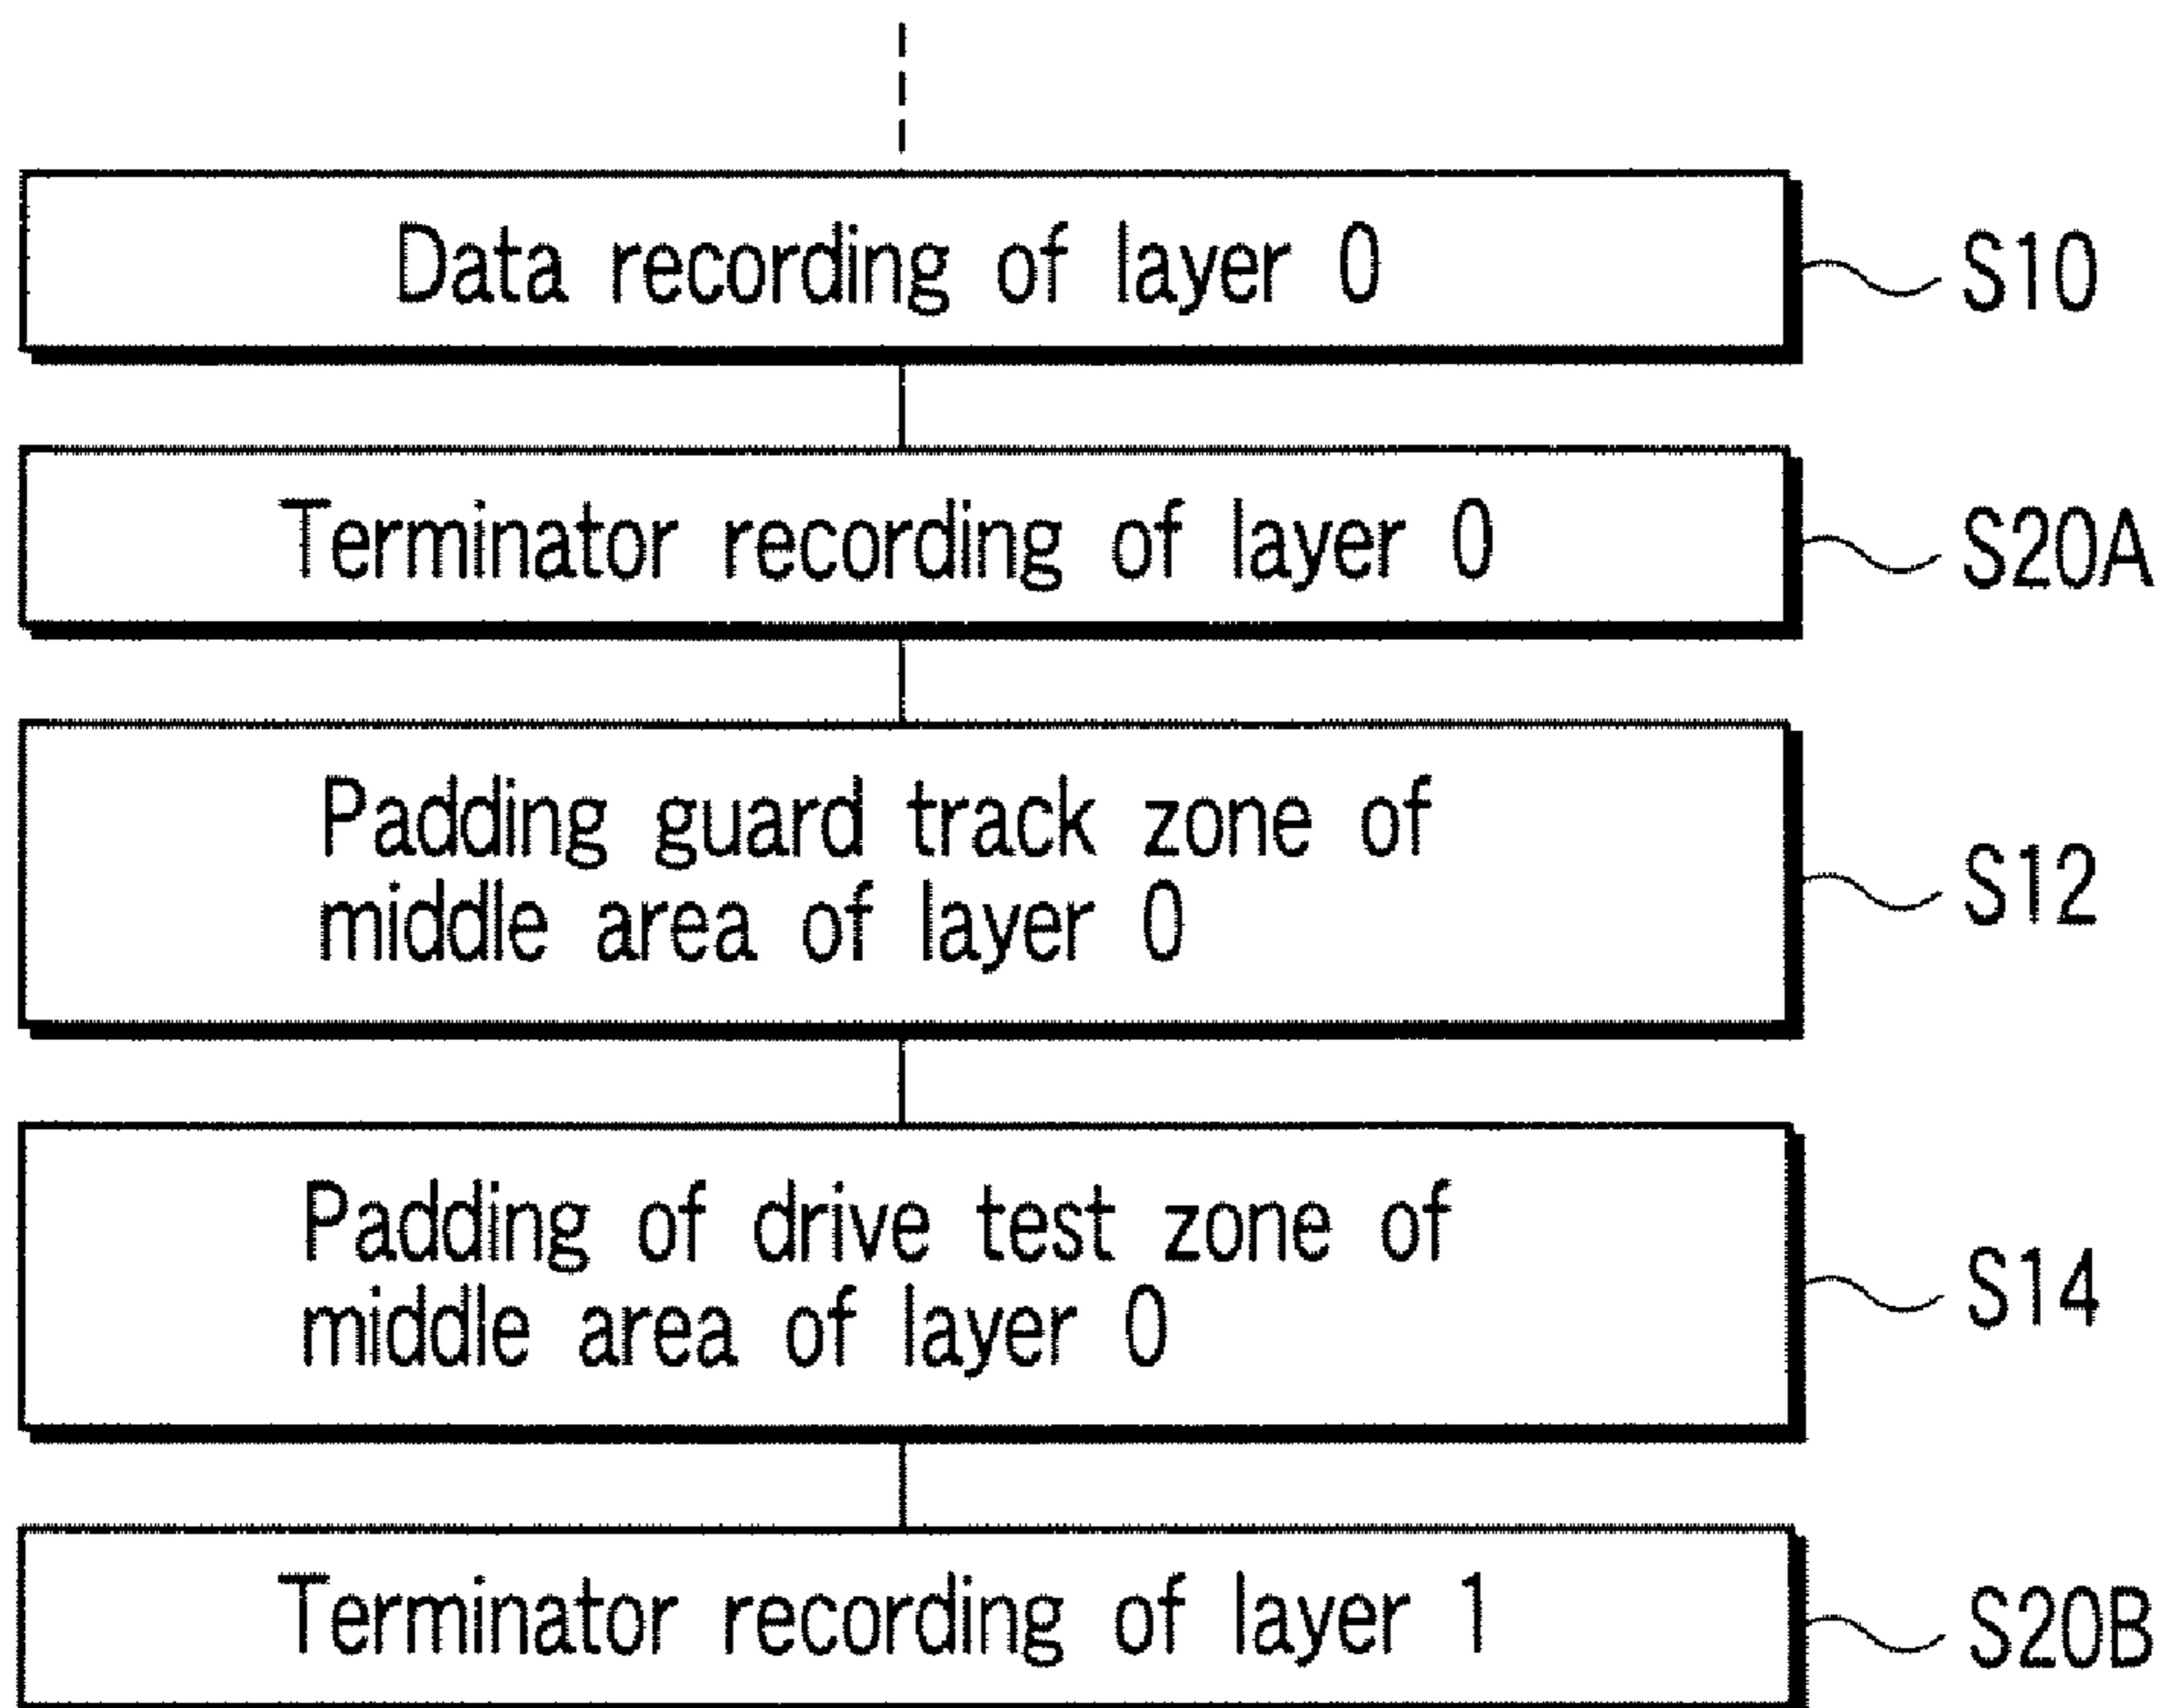 Data recording of layer 0
S10
Terminator recording of layer 0
S20A
Padding guard track zone of
middle area of layer 0
S12
Padding of drive test zone of
middle area of layer 0
S14
Terminator recording of layer 1
S20B